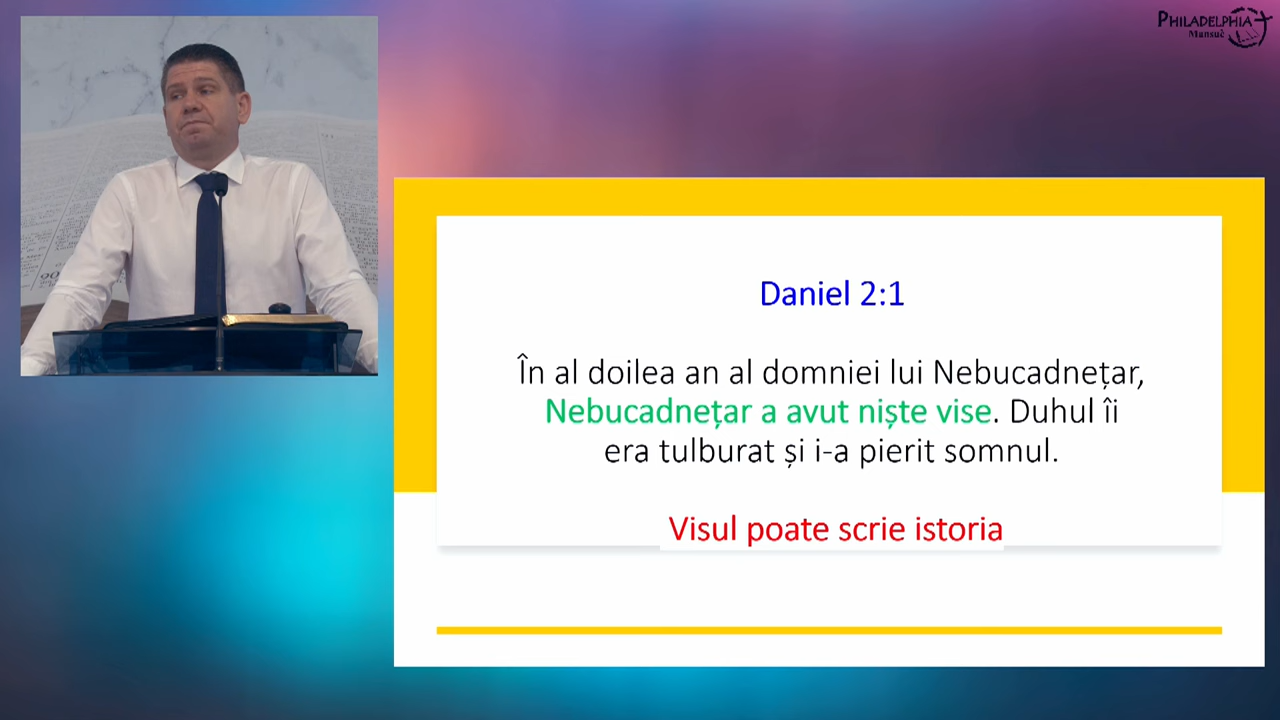 PHILADELPHIA
Mansuè
Daniel 2:1
În al doilea an al domniei lui Nebucadnețar,
Nebucadnețar a avut niște vise. Duhul îi
era tulburat și i-a pierit somnul.
Visul poate scrie istoria